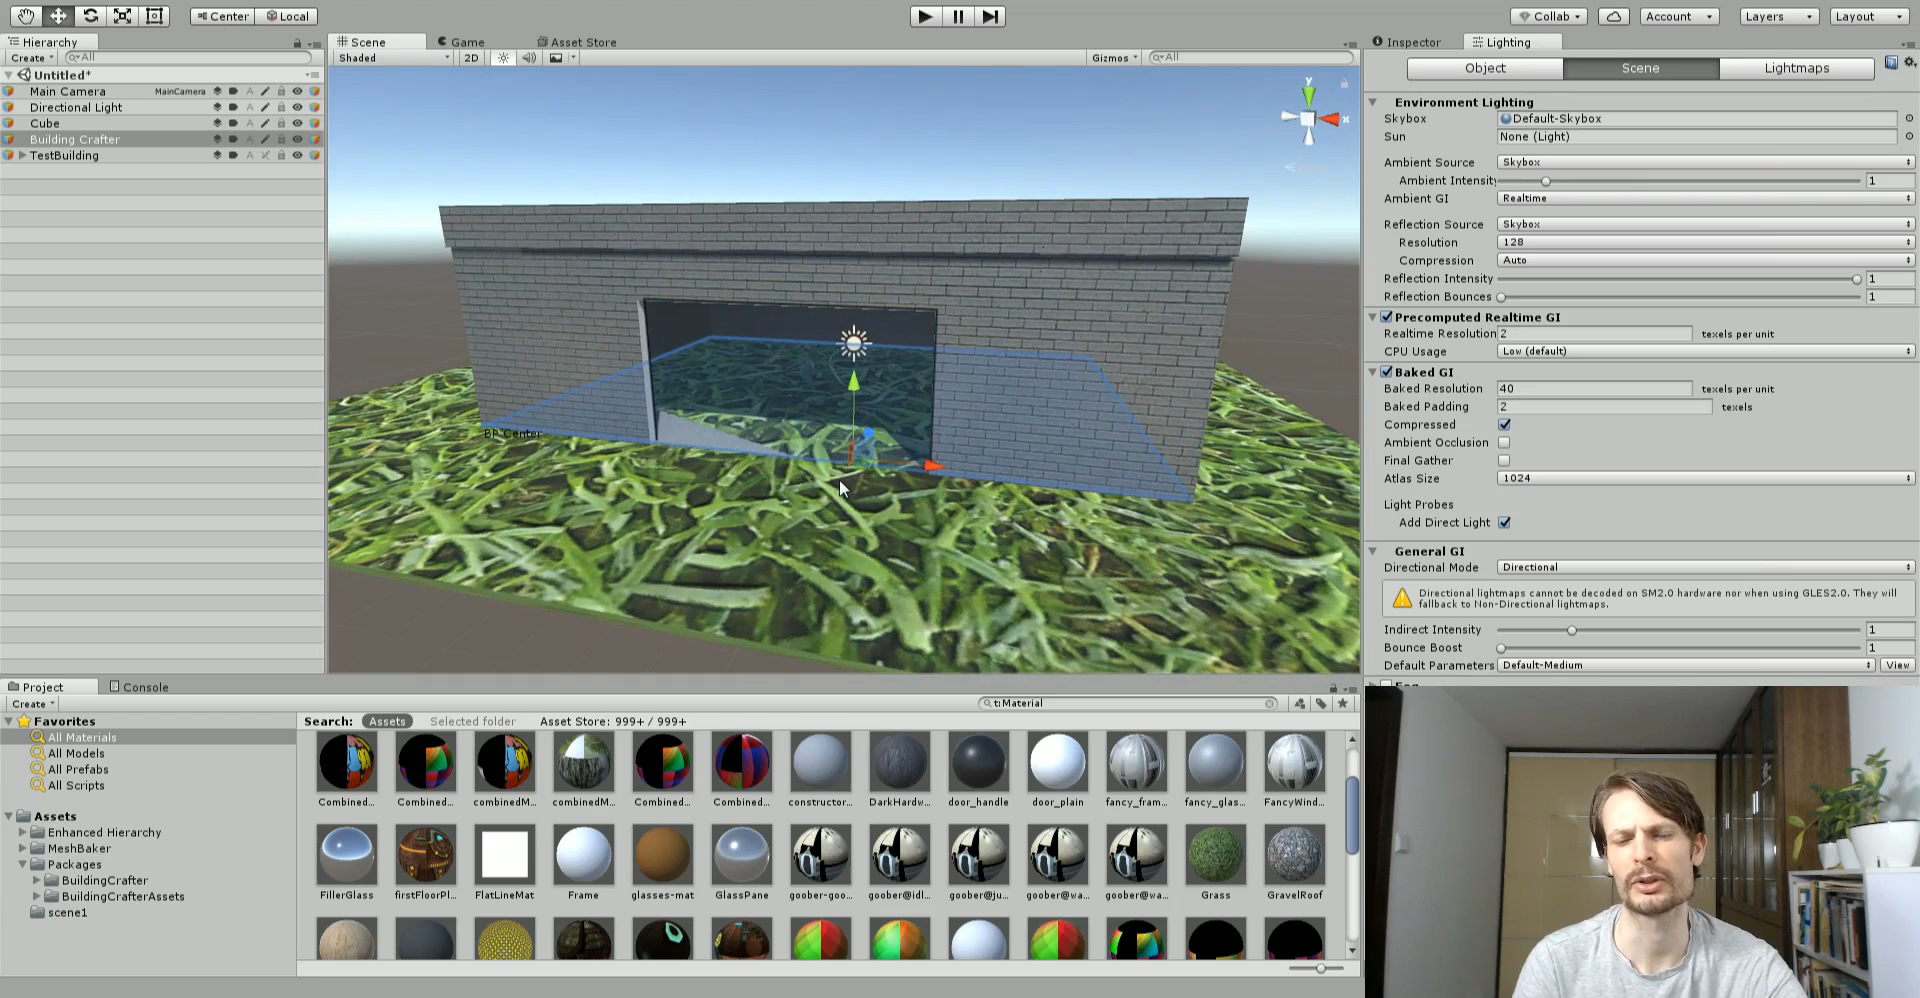 Center Local Collab Account Layers Layout
Hierarchy
Create All
Untitled*
Main Camera MainCamera
Directional Light
Cube
Building Crafter
TestBuilding
Scene Game Asset Store
Shaded 2D Gizmos All
y
x
BP Center
Inspector Lighting
Object Scene Lightmaps
Environment Lighting
Skybox Default-Skybox
Sun None (Light)
Ambient Source Skybox
Ambient Intensity 1
Ambient GI Realtime
Reflection Source Skybox
Resolution 128
Compression Auto
Reflection Intensity 1
Reflection Bounces 1
Precomputed Realtime GI
Realtime Resolution 2 texels per unit
CPU Usage Low (default)
Baked GI
Baked Resolution 40 texels per unit
Baked Padding 2 texels
Compressed
Ambient Occlusion
Final Gather
Atlas Size 1024
Light Probes
Add Direct Light
General GI
Directional Mode Directional
Directional lightmaps cannot be decoded on SM2.0 hardware nor when using GLES2.0. They will
fallback to Non-Directional lightmaps.
Indirect Intensity 1
Bounce Boost 1
Default Parameters Default-Medium View
Project Console
Create t:Material
Favorites
All Materials
All Models
All Prefabs
All Scripts
Assets
Enhanced Hierarchy
MeshBaker
Packages
BuildingCrafter
BuildingCrafterAssets
scene1
Search: Assets Selected folder Asset Store: 999+ / 999+
Combined... Combined... combinedM... combinedM... Combined... Combined... constructor... DarkHardw... door_handle door_plain fancy_fram... fancy_glas... FancyWind...
FillerGlass firstFloorPl... FlatLineMat Frame glasses-mat GlassPane goober-goo... goober@idl... goober@ju... goober@wa... goober@wa... Grass GravelRoof